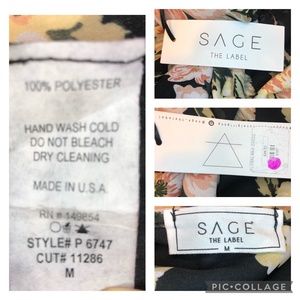 100% POLYESTER
HAND WASH COLD
DO NOT BLEACH
DRY CLEANING
MADE IN U.S.A.
RN # 149854
STYLE# P 6747
CUT# 11286
M
SAGE
THE LABEL
SAGE
THE LABEL
M
PIC•COLLAGE